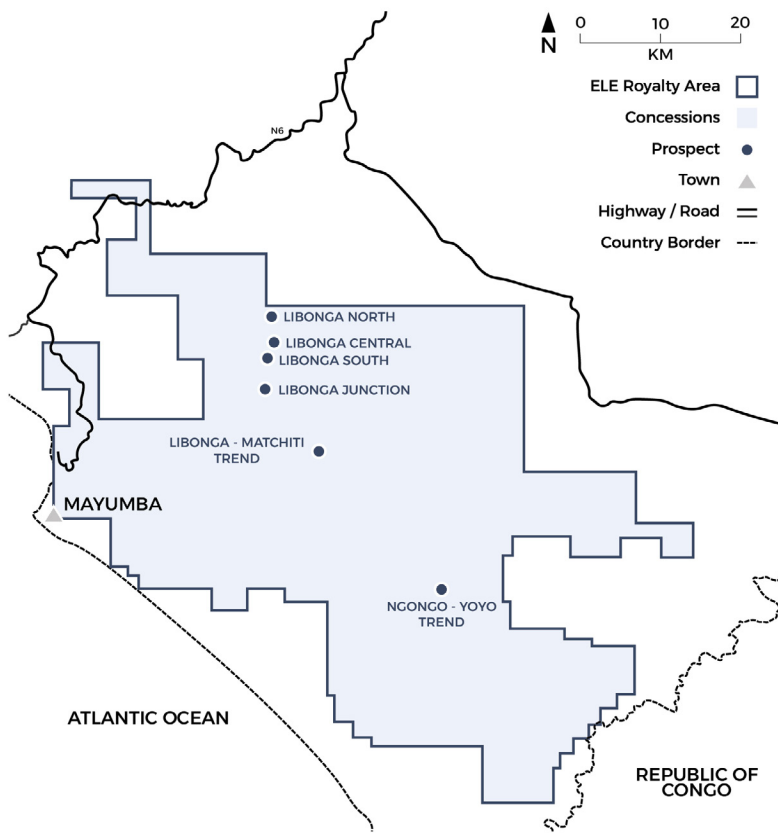 0 10 20
KM
N
ELE Royalty Area
Concessions
Prospect
Town
Highway / Road
Country Border
N6
LIBONGA NORTH
LIBONGA CENTRAL
LIBONGA SOUTH
LIBONGA JUNCTION
LIBONGA - MATCHITI
TREND
MAYUMBA
NGONGO - YOYO
TREND
ATLANTIC OCEAN
REPUBLIC OF
CONGO